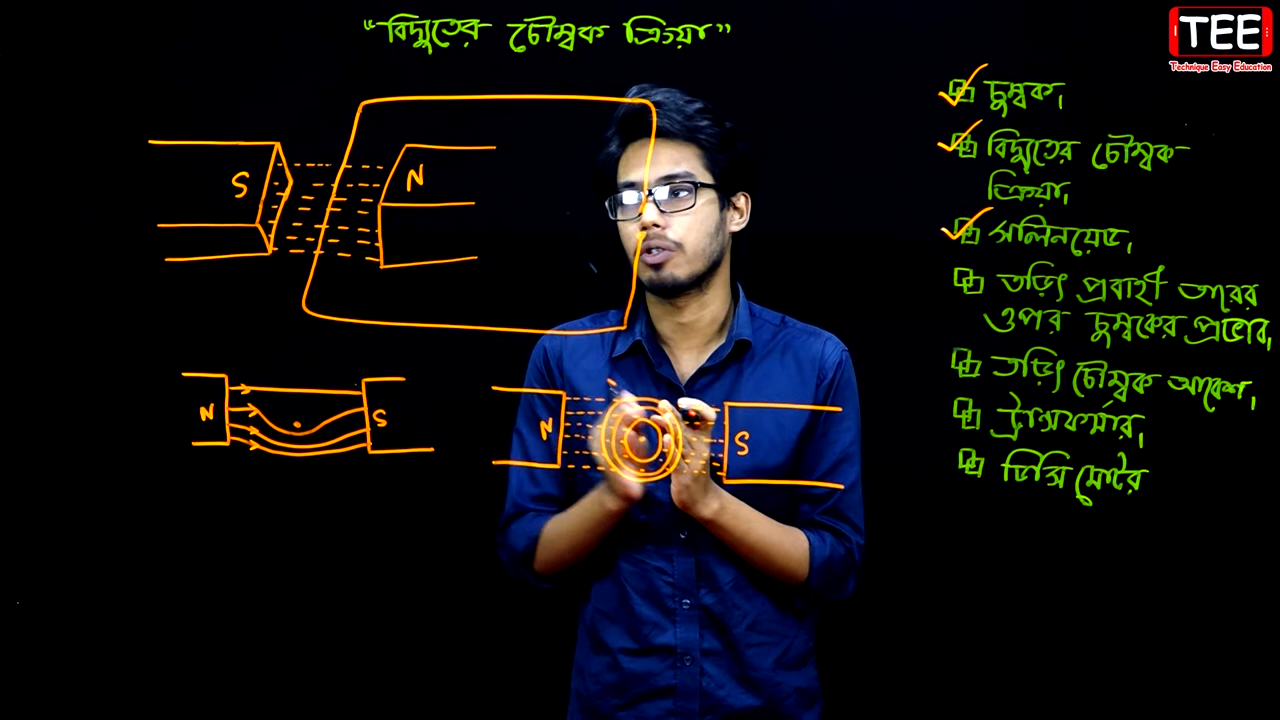 “বিদ্যুতের চৌম্বক ক্রিয়া”
TEE
Technique Easy Education
চুম্বক।
বিদ্যুতের চৌম্বক
ক্রিয়া।
সলিনয়েড।
তড়িৎ প্রবাহী তারের
ওপর চুম্বকের প্রভাব।
তড়িৎ চৌম্বক আবেশ।
ট্রান্সফর্মার।
ডিসি মোটর
S N
N S
N S